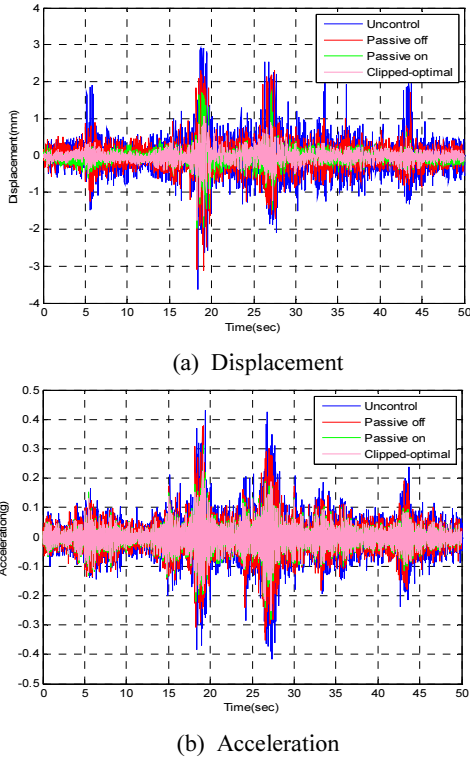 4
3
2
1
0
-1
-2
-3
-4
Displacement(mm)
Uncontrol
Passive off
Passive on
Clipped-optimal
0 5 10 15 20 25 30 35 40 45 50
Time(sec)
(a) Displacement
0.5
0.4
0.3
0.2
0.1
0
-0.1
-0.2
-0.3
-0.4
-0.5
Acceleration(g)
Uncontrol
Passive off
Passive on
Clipped-optimal
0 5 10 15 20 25 30 35 40 45 50
Time(sec)
(b) Acceleration